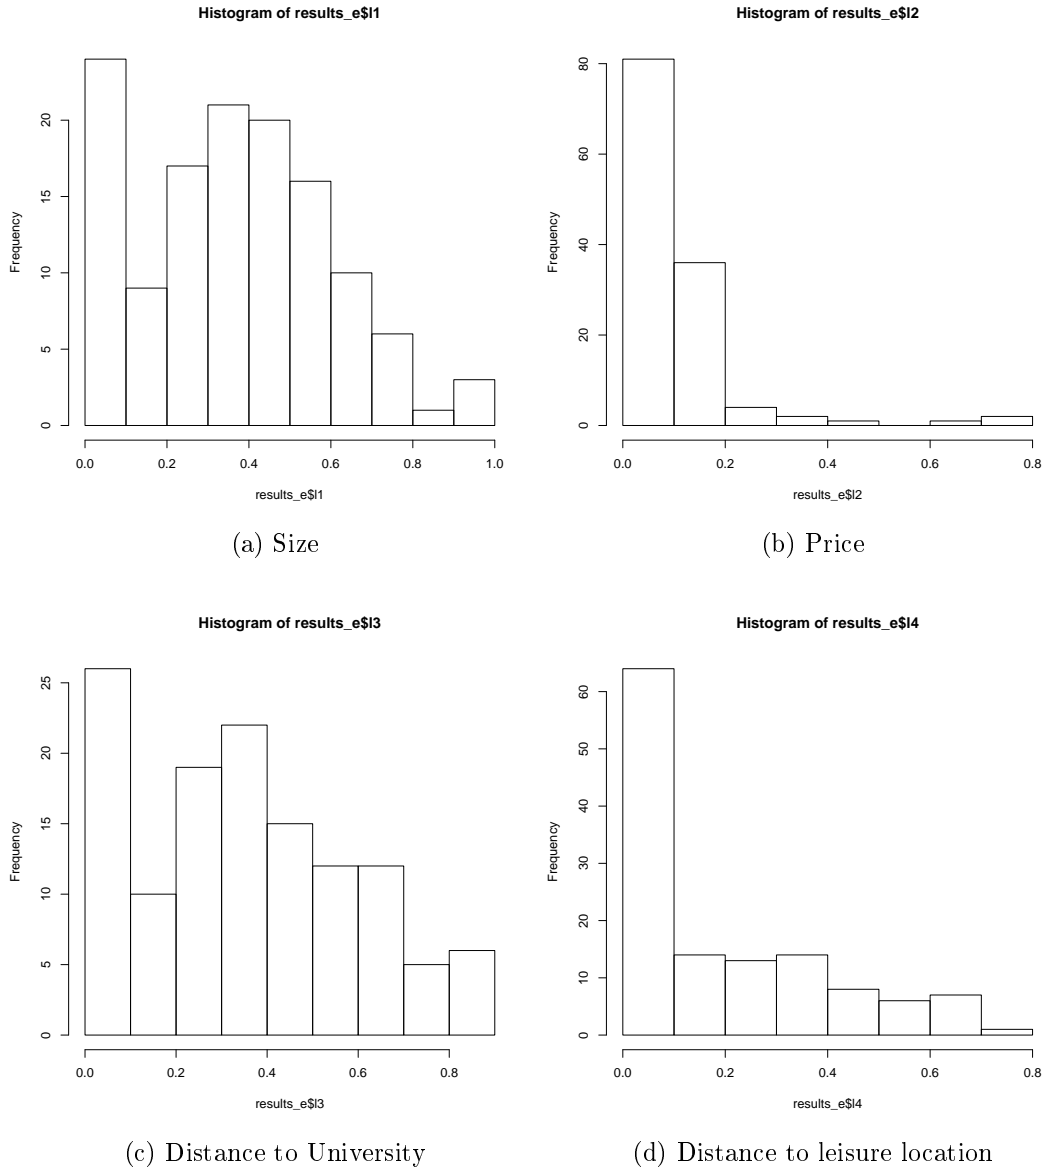 Histogram of results_e$l1
Frequency
20
15
10
5
0
0.0 0.2 0.4 0.6 0.8 1.0
results_e$l1
(a) Size
Histogram of results_e$l2
Frequency
80
60
40
20
0
0.0 0.2 0.4 0.6 0.8
results_e$l2
(b) Price
Histogram of results_e$l3
Frequency
25
20
15
10
5
0
0.0 0.2 0.4 0.6 0.8
results_e$l3
(c) Distance to University
Histogram of results_e$l4
Frequency
60
50
40
30
20
10
0
0.0 0.2 0.4 0.6 0.8
results_e$l4
(d) Distance to leisure location